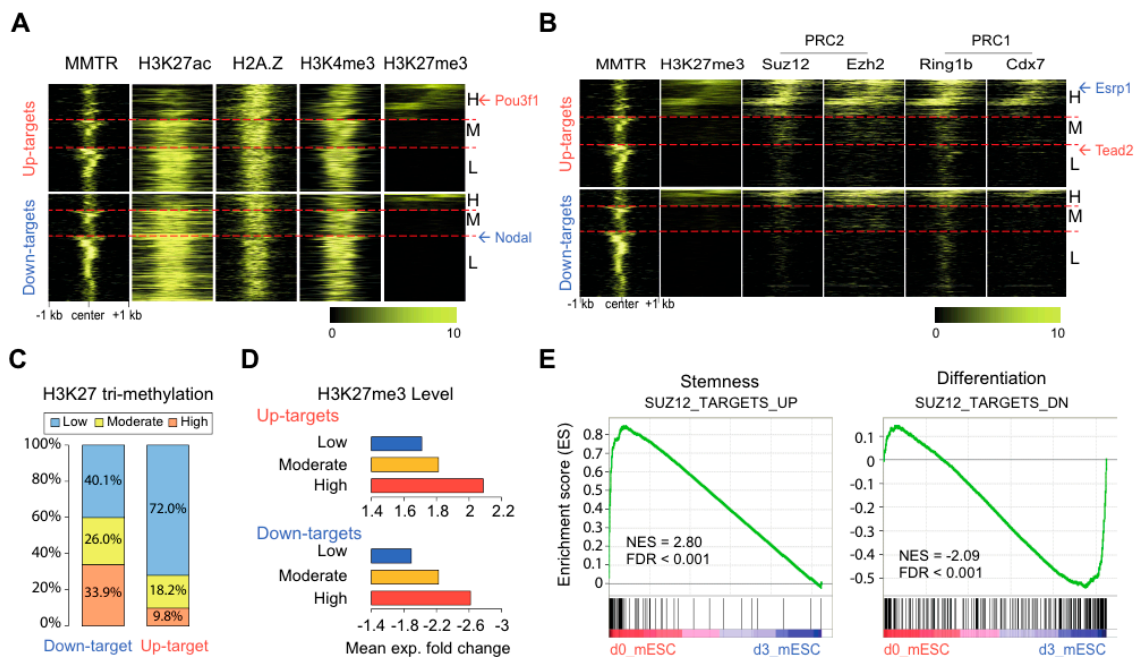 A
MMTR H3K27ac H2A.Z H3K4me3 H3K27me3
Up-targets
H
← Pou3f1
M
L
Down-targets
H
M
← Nodal
L
-1 kb center +1 kb
0 10
B
PRC2 PRC1
MMTR H3K27me3 Suz12 Ezh2 Ring1b Cdx7
Up-targets
← Esrp1
H
M
← Tead2
L
Down-targets
H
M
L
-1 kb center +1 kb
0 10
C
H3K27 tri-methylation
Low Moderate High
100%
80%
60%
40%
20%
0%
40.1%
26.0%
33.9%
72.0%
18.2%
9.8%
Down-target Up-target
D
H3K27me3 Level
Up-targets
Low
Moderate
High
1.4 1.6 1.8 2 2.2
Down-targets
Low
Moderate
High
-1.4 -1.8 -2.2 -2.6 -3
Mean exp. fold change
E
Stemness
SUZ12_TARGETS_UP
Enrichment score (ES)
0.8
0.7
0.6
0.5
0.4
0.3
0.2
0.1
0
NES = 2.80
FDR < 0.001
d0_mESC d3_mESC
Differentiation
SUZ12_TARGETS_DN
0.2
0.1
0
-0.1
-0.2
-0.3
-0.4
-0.5
NES = -2.09
FDR < 0.001
d0_mESC d3_mESC